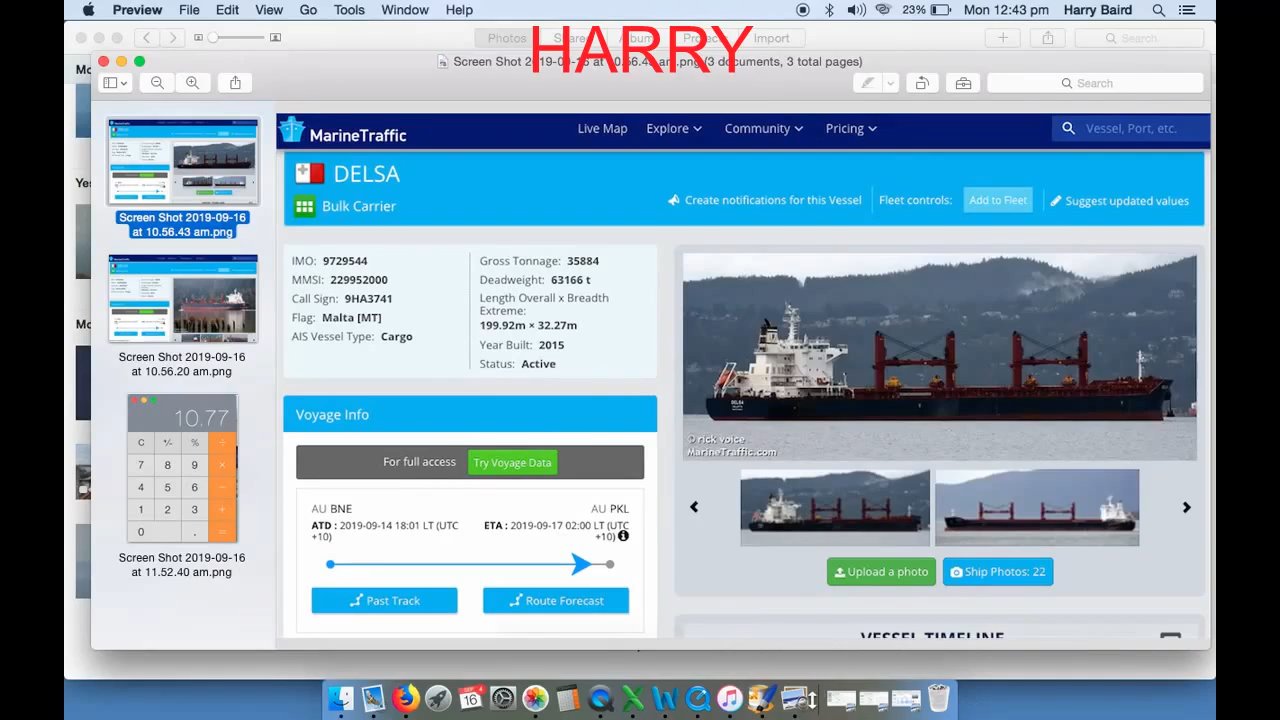 Preview File Edit View Go Tools Window Help 23% Mon 12:43 pm Harry Baird
Photos Import Search
HARRY
Screen Shot 2019-09-16 at 10.56.43 am.png (3 documents, 3 total pages)
Search
MarineTraffic Live Map Explore Community Pricing Vessel, Port, etc.
DELSA
Bulk Carrier
Create notifications for this Vessel Fleet controls: Add to Fleet Suggest updated values
Screen Shot 2019-09-16
at 10.56.43 am.png
IMO: 9729544
MMSI: 229952000
Call Sign: 9HA3741
Flag: Malta [MT]
AIS Vessel Type: Cargo
Gross Tonnage: 35884
Deadweight: 63166 t
Length Overall x Breadth
Extreme:
199.92m × 32.27m
Year Built: 2015
Status: Active
Screen Shot 2019-09-16
at 10.56.20 am.png
10.77
C +/- % ÷
7 8 9 ×
4 5 6 -
1 2 3 +
0 . =
Screen Shot 2019-09-16
at 11.52.40 am.png
Voyage Info
For full access Try Voyage Data
AU BNE
ATD : 2019-09-14 18:01 LT (UTC
+10)
AU PKL
ETA : 2019-09-17 02:00 LT (UTC
+10)
Past Track Route Forecast
DELSA
© rick voice
MarineTraffic.com
Upload a photo Ship Photos: 22
VESSEL TIMELINE
16